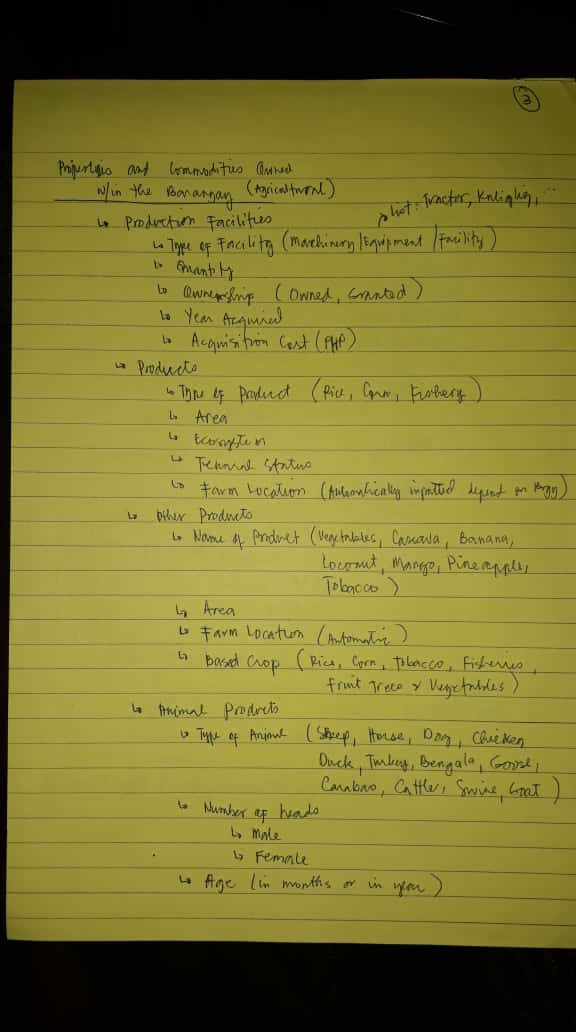 3
Properties and Commodities Owned
w/in the Barangay (Agricultural)
hot: Tractor, Kuliglig, ...
↳ Production Facilities
↳ Type of Facility (Machinery/Equipment/Facility)
↳ Quantity
↳ Ownership (Owned, Granted)
↳ Year Acquired
↳ Acquisition Cost (PHP)
↳ Products
↳ Type of Product (Rice, Corn, Fishery)
↳ Area
↳ Ecosystem
↳ Tenural Status
↳ Farm Location (Automatically inputted depend on brgy)
↳ Other Products
↳ Name of Product (Vegetables, Cassava, Banana,
Coconut, Mango, Pineapple,
Tobacco)
↳ Area
↳ Farm Location (Automatic)
↳ Based Crop (Rice, Corn, Tobacco, Fisheries,
Fruit Trees & Vegetables)
↳ Animal Products
↳ Type of Animal (Sheep, Horse, Dog, Chicken
Duck, Turkey, Bengala, Goose,
Carabao, Cattle, Swine, Goat)
↳ Number of heads
↳ Male
↳ Female
↳ Age (in months or in year)